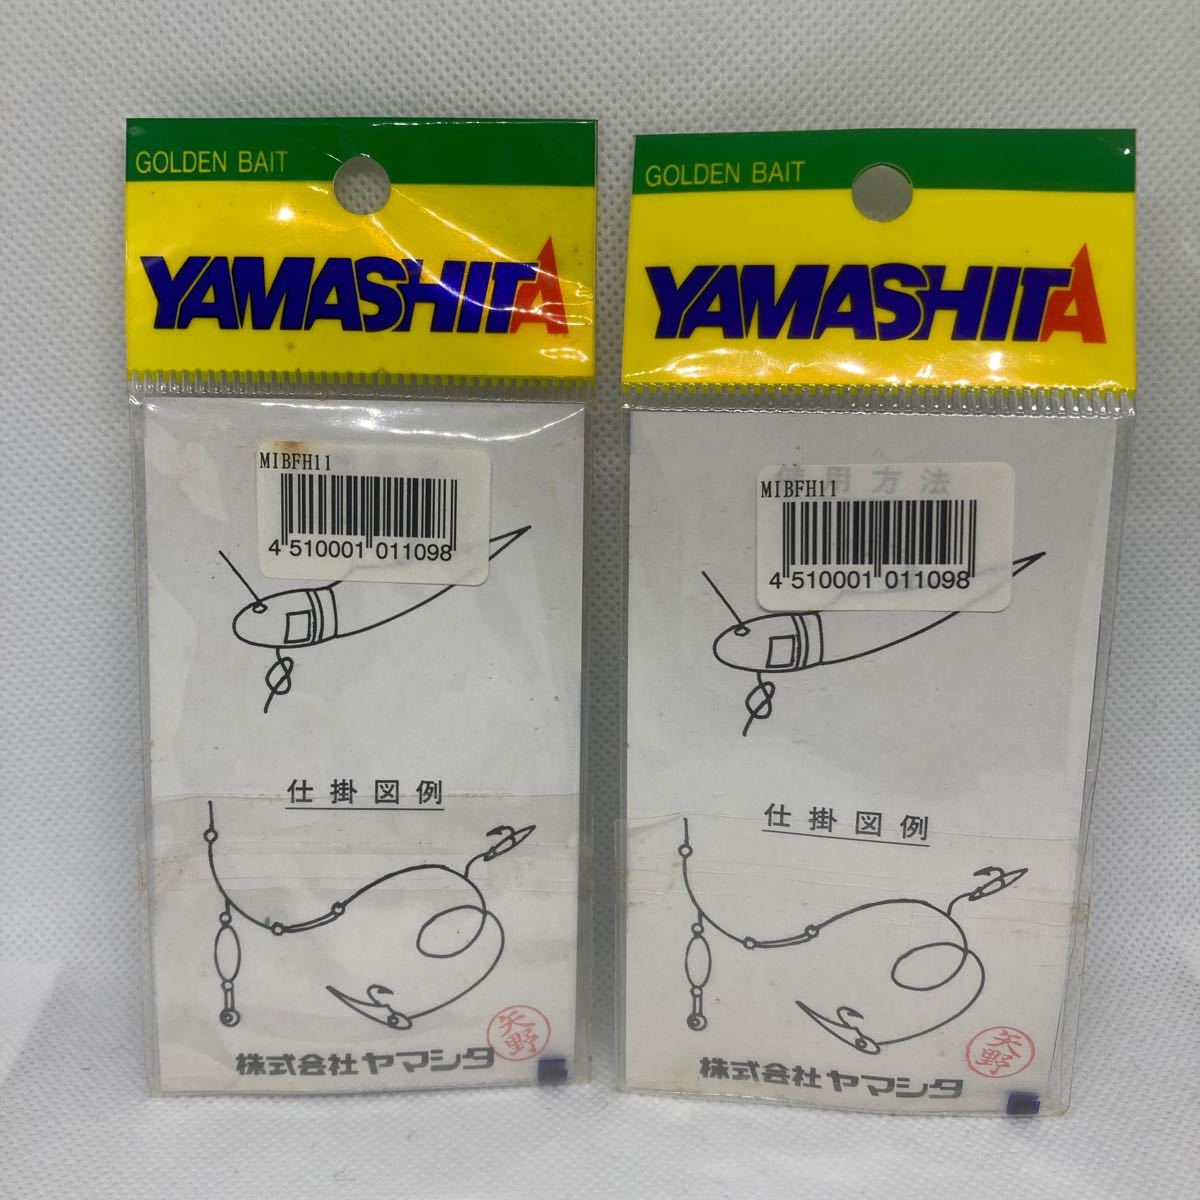 GOLDEN BAIT
YAMASHITA
MIBFH11
4 510001 011098
仕掛図例
矢野
株式会社ヤマシタ
GOLDEN BAIT
YAMASHITA
使用方法
MIBFH11
4 510001 011098
仕掛図例
矢野
株式会社ヤマシタ